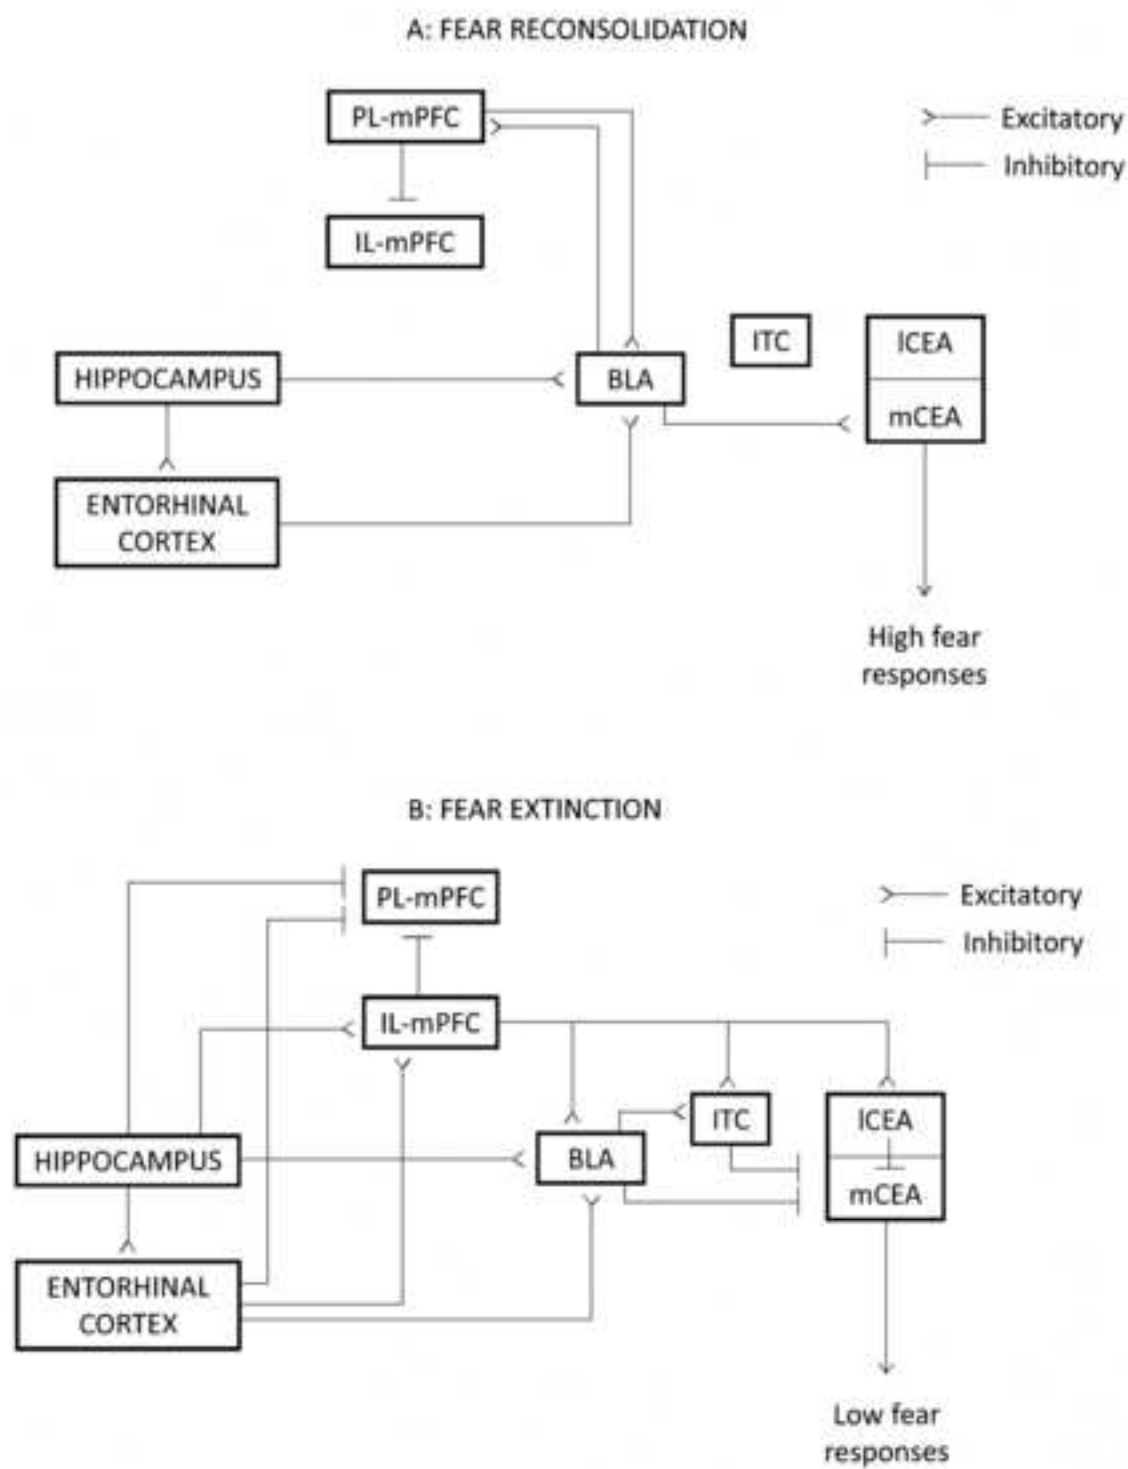 A: FEAR RECONSOLIDATION
PL-mPFC
Excitatory
Inhibitory
IL-mPFC
ITC
lCEA
HIPPOCAMPUS
BLA
mCEA
ENTORHINAL
CORTEX
High fear
responses
B: FEAR EXTINCTION
PL-mPFC
Excitatory
Inhibitory
IL-mPFC
ITC
lCEA
HIPPOCAMPUS
BLA
mCEA
ENTORHINAL
CORTEX
Low fear
responses